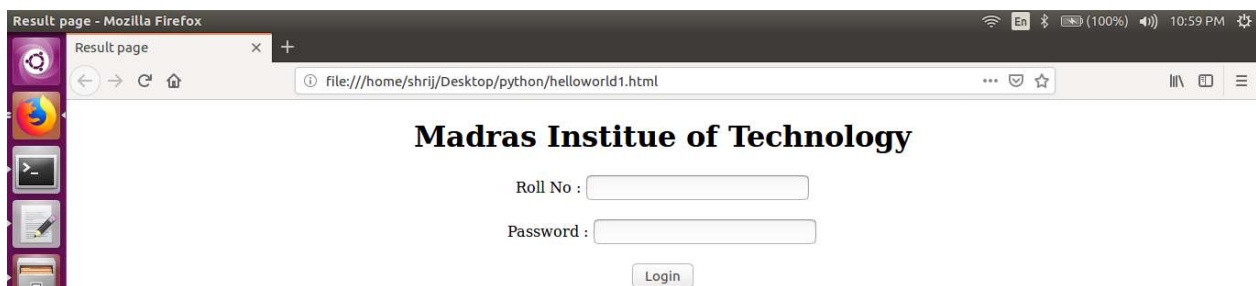 Result page - Mozilla Firefox En (100%) 10:59 PM
Result page
file:///home/shrij/Desktop/python/helloworld1.html
Madras Institue of Technology
Roll No :
Password :
Login